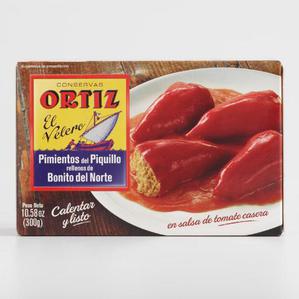 CONSERVAS
ORTIZ
El Velero
Pimientos del Piquillo
rellenos de
Bonito del Norte
Peso Neto
10.58 oz
(300g)
Calentar
y listo
en salsa de tomate casera